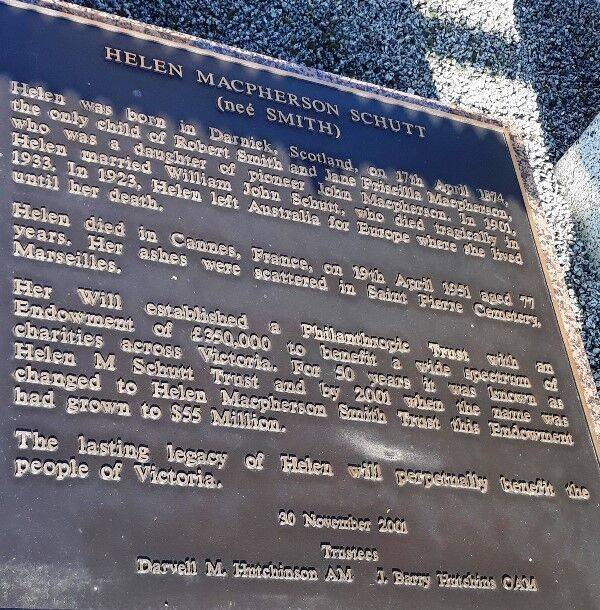 HELEN MACPHERSON SCHUTT
(neé SMITH)
Helen was born in Darnick, Scotland, on 17th April 1874,
the only child of Robert Smith and Jane Priscilla Macpherson,
who was a daughter of pioneer John Macpherson. In 1901,
Helen married William John Schutt, who died tragically in
1933. In 1923, Helen left Australia for Europe where she lived
until her death.
Helen died in Cannes, France, on 19th April 1951 aged 77
years. Her ashes were scattered in Saint Pierre Cemetery,
Marseilles.
Her Will established a Philanthropic Trust with an
Endowment of £350,000 to benefit a wide spectrum of
charities across Victoria. For 50 years it was known as
Helen M Schutt Trust and by 2001 when the name was
changed to Helen Macpherson Smith Trust this Endowment
had grown to $55 Million.
The lasting legacy of Helen will perpetually benefit the
people of Victoria.
30 November 2001
Trustees
Darvell M. Hutchinson AM J. Barry Hutchins OAM